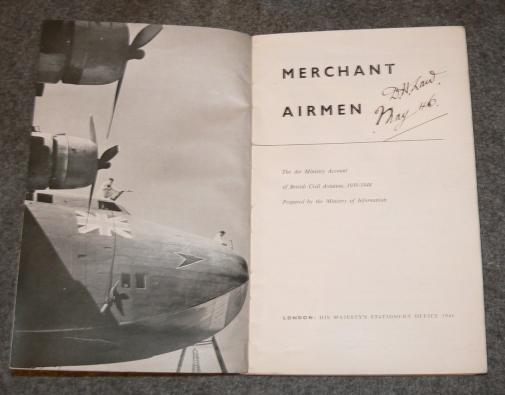 MERCHANT
AIRMEN
D.H. Law.
May 46.
The Air Ministry Account
of British Civil Aviation, 1939-1944
Prepared by the Ministry of Information
LONDON: HIS MAJESTY'S STATIONERY OFFICE 1946